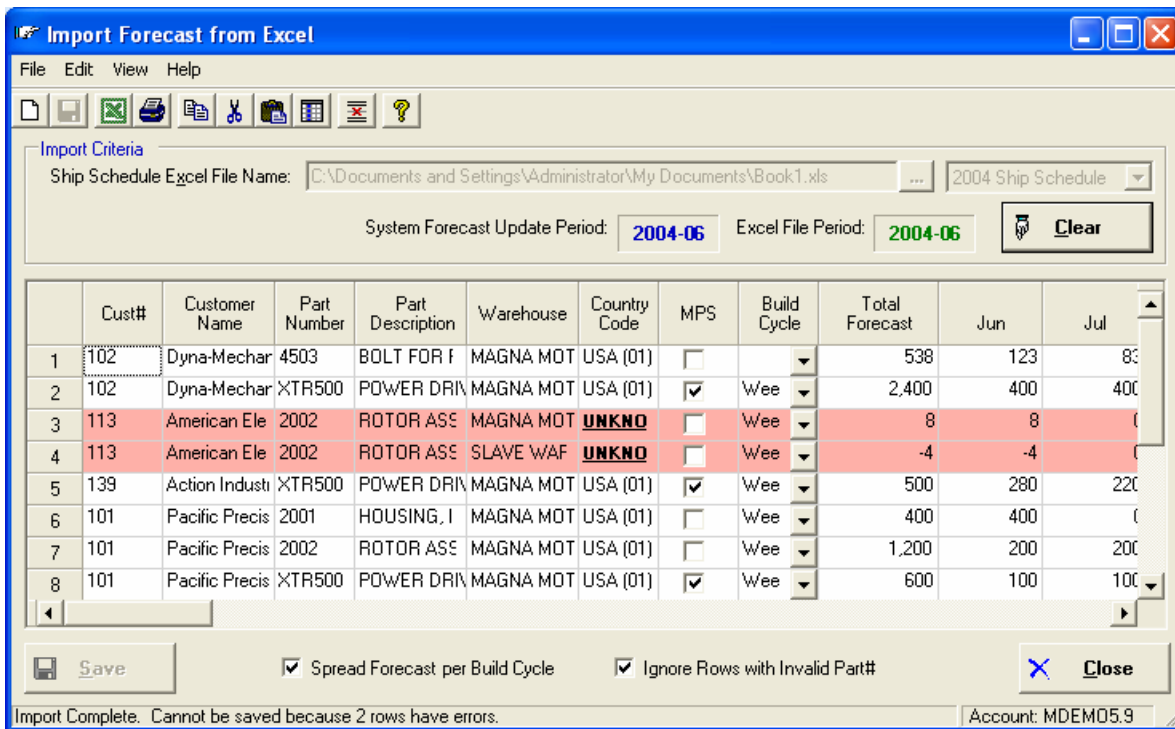 Import Forecast from Excel
File Edit View Help
Import Criteria
Ship Schedule Excel File Name: C:\Documents and Settings\Administrator\My Documents\Book1.xls ... 2004 Ship Schedule
System Forecast Update Period: 2004-06 Excel File Period: 2004-06 Clear
Cust# Customer Name Part Number Part Description Warehouse Country Code MPS Build Cycle Total Forecast Jun Jul
1 102 Dyna-Mechar 4503 BOLT FOR F MAGNA MOT USA (01) 538 123 83
2 102 Dyna-Mechar XTR500 POWER DRIV MAGNA MOT USA (01) Wee 2,400 400 400
3 113 American Ele 2002 ROTOR ASS MAGNA MOT UNKNO Wee 8 8 0
4 113 American Ele 2002 ROTOR ASS SLAVE WAR UNKNO Wee -4 -4 0
5 139 Action Industr XTR500 POWER DRIV MAGNA MOT USA (01) Wee 500 280 220
6 101 Pacific Precis 2001 HOUSING, I MAGNA MOT USA (01) Wee 400 400 0
7 101 Pacific Precis 2002 ROTOR ASS MAGNA MOT USA (01) Wee 1,200 200 200
8 101 Pacific Precis XTR500 POWER DRIV MAGNA MOT USA (01) Wee 600 100 100
Save Spread Forecast per Build Cycle Ignore Rows with Invalid Part# Close
Import Complete. Cannot be saved because 2 rows have errors. Account: MDEMO5.9